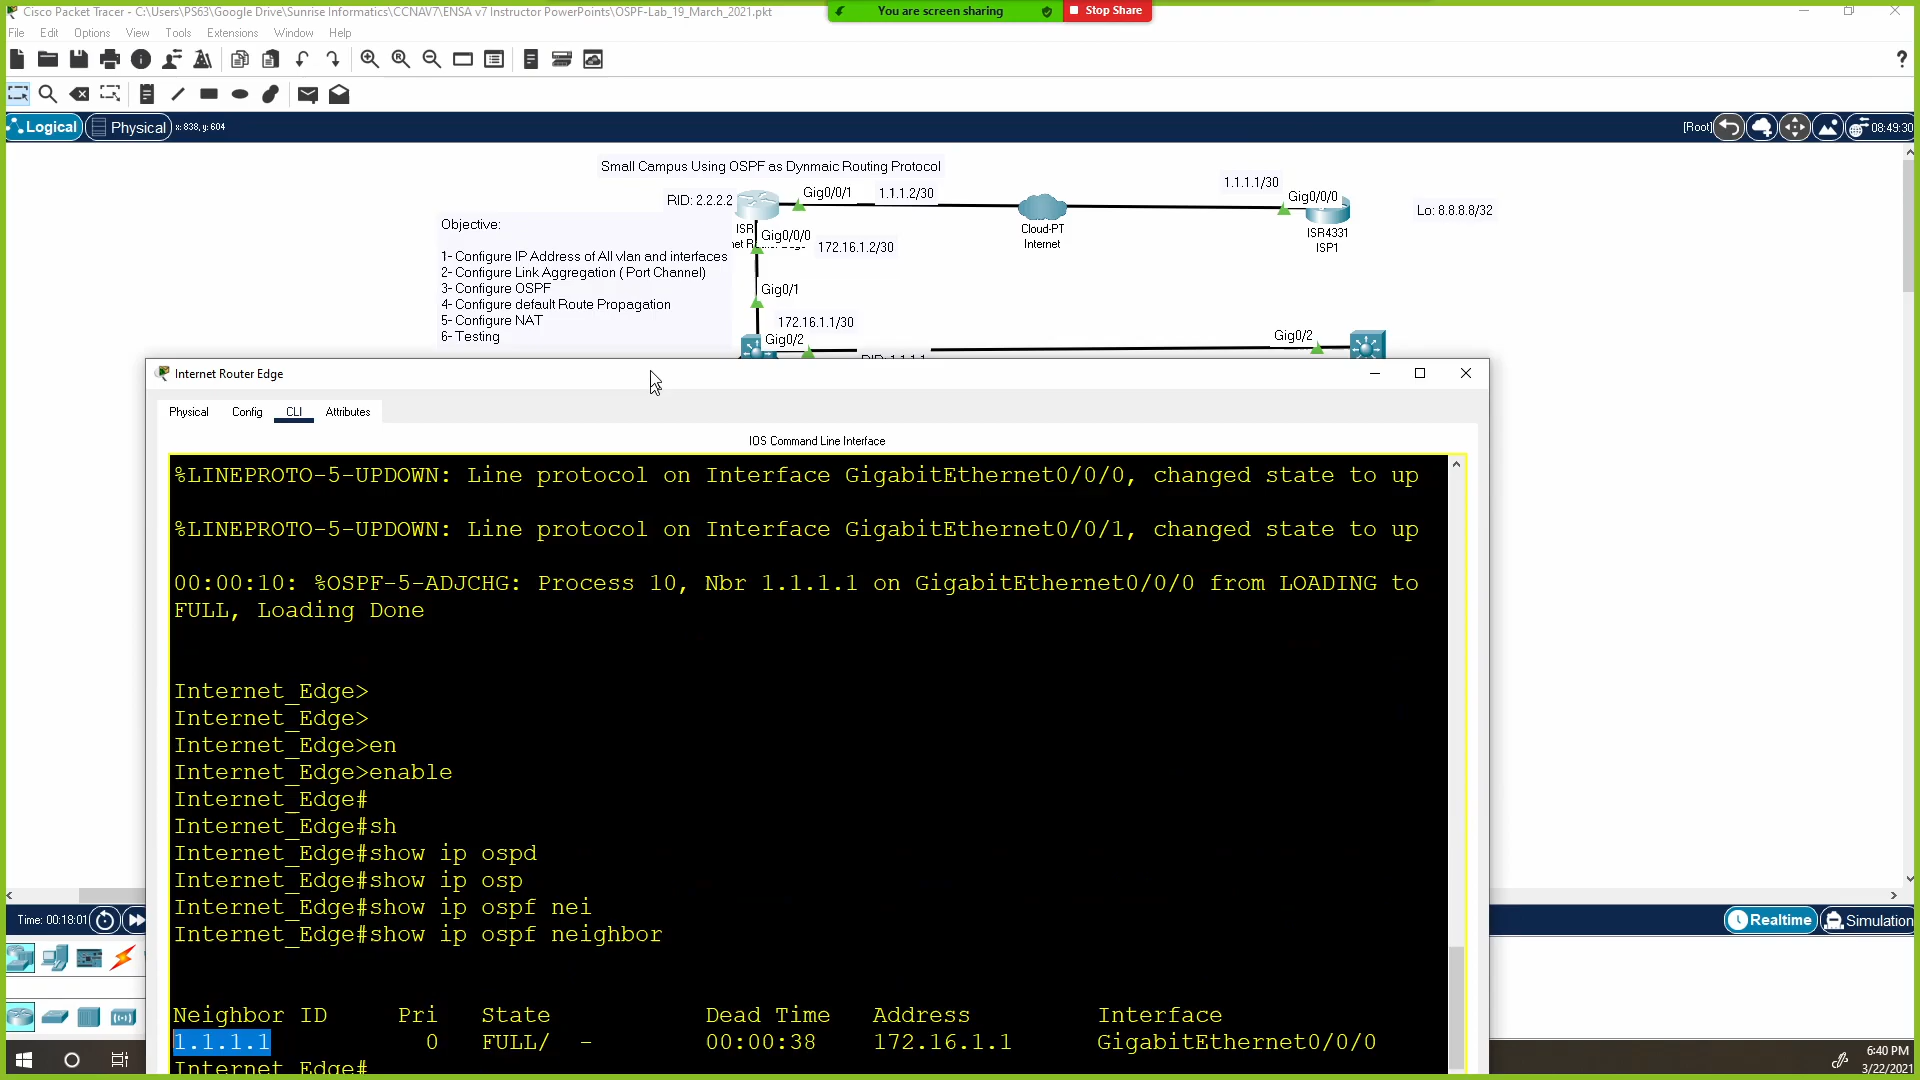 Cisco Packet Tracer - C:\Users\PS63\Google Drive\Sunrise Informatics\CCNAV7\ENSA v7 Instructor PowerPoints\OSPF-Lab_19_March_2021.pkt
You are screen sharing
Stop Share
File Edit Options View Tools Extensions Window Help
Logical
Physical
x: 838, y: 604
[Root]
08:49:30
Small Campus Using OSPF as Dynmaic Routing Protocol
RID: 2.2.2.2
Gig0/0/1
1.1.1.2/30
1.1.1.1/30
Gig0/0/0
Lo: 8.8.8.8/32
Cloud-PT
Internet
ISR4331
ISP1
ISR
Gig0/0/0
172.16.1.2/30
Objective:
1- Configure IP Address of All vlan and interfaces
2- Configure Link Aggregation ( Port Channel)
3- Configure OSPF
4- Configure default Route Propagation
5- Configure NAT
6- Testing
Gig0/1
172.16.1.1/30
Gig0/2
Gig0/2
RID: 1.1.1.1
Internet Router Edge
Physical Config CLI Attributes
IOS Command Line Interface
%LINEPROTO-5-UPDOWN: Line protocol on Interface GigabitEthernet0/0/0, changed state to up
%LINEPROTO-5-UPDOWN: Line protocol on Interface GigabitEthernet0/0/1, changed state to up
00:00:10: %OSPF-5-ADJCHG: Process 10, Nbr 1.1.1.1 on GigabitEthernet0/0/0 from LOADING to
FULL, Loading Done
Internet_Edge>
Internet_Edge>
Internet_Edge>en
Internet_Edge>enable
Internet_Edge#
Internet_Edge#sh
Internet_Edge#show ip ospd
Internet_Edge#show ip osp
Internet_Edge#show ip ospf nei
Internet_Edge#show ip ospf neighbor
Neighbor ID Pri State Dead Time Address Interface
1.1.1.1 0 FULL/ - 00:00:38 172.16.1.1 GigabitEthernet0/0/0
Internet_Edge#
Time: 00:18:01
Realtime
Simulation
6:40 PM
3/22/2021